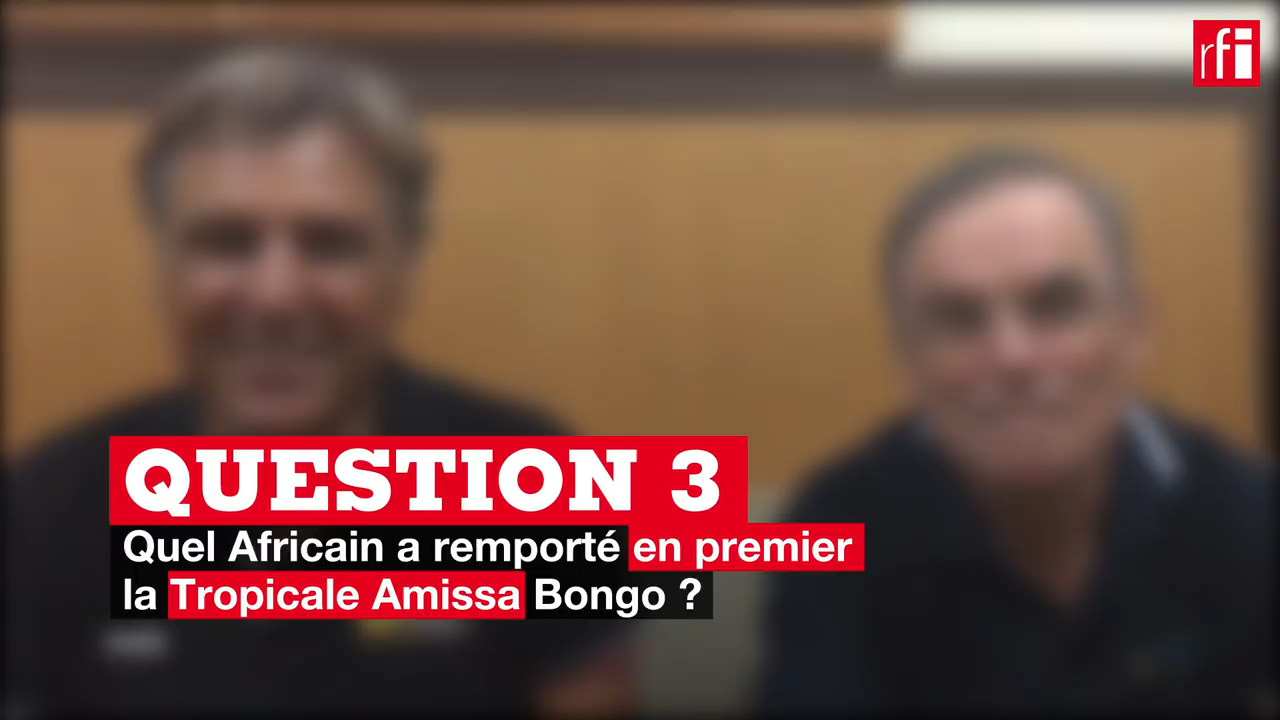 rfi
QUESTION 3
Quel Africain a remporté en premier
la Tropicale Amissa Bongo ?